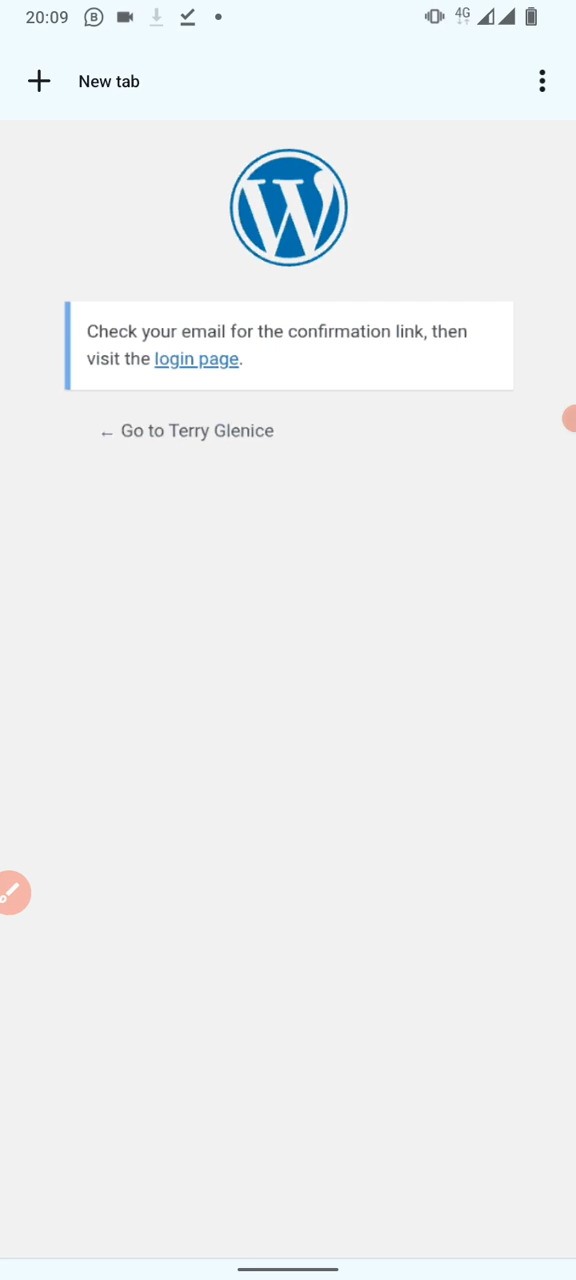 20:09 4G
New tab
Check your email for the confirmation link, then
visit the login page.
← Go to Terry Glenice